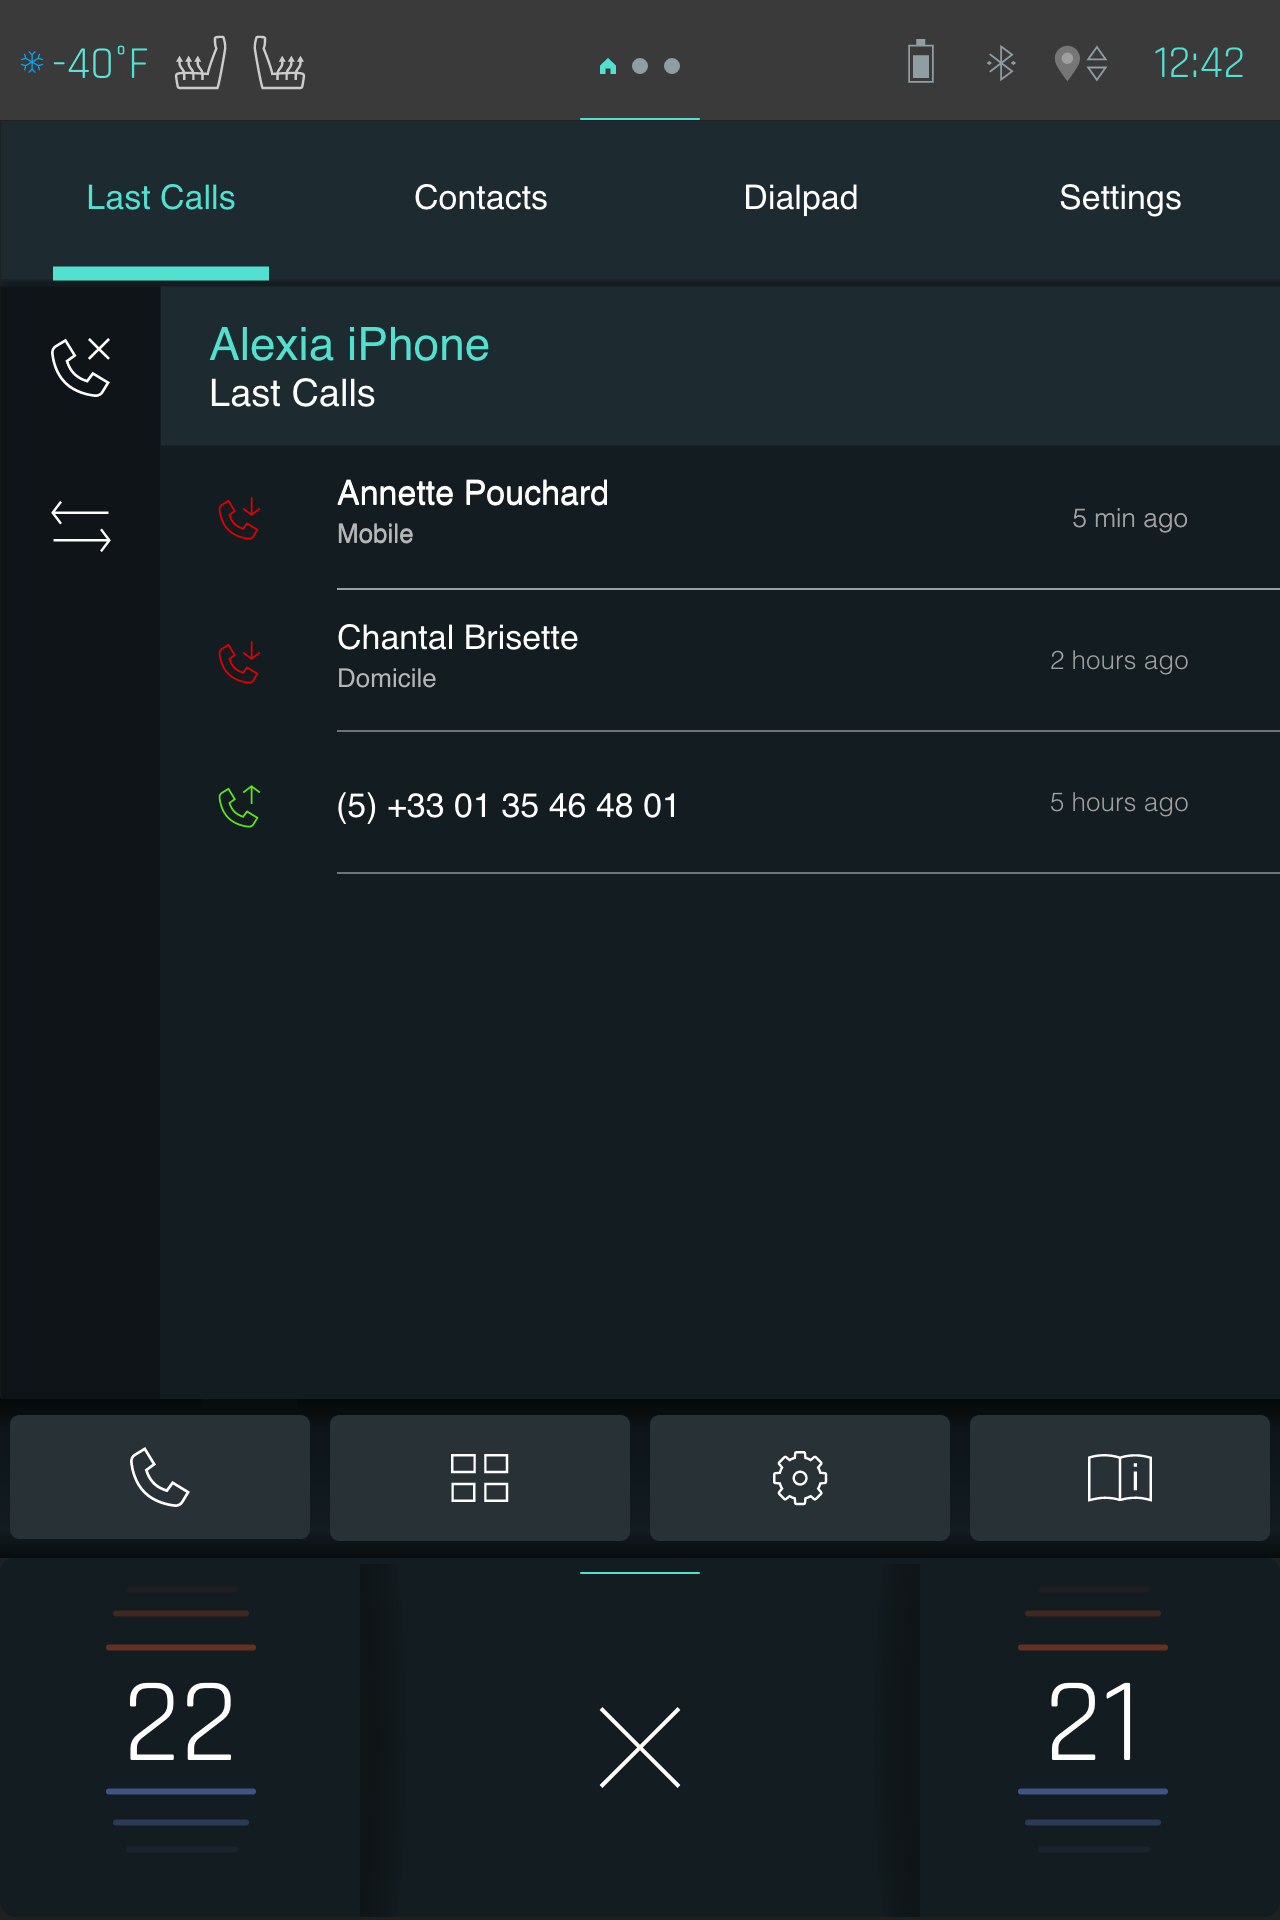 -40°F
12:42
Last Calls Contacts Dialpad Settings
Alexia iPhone
Last Calls
Annette Pouchard
Mobile
5 min ago
Chantal Brisette
Domicile
2 hours ago
(5) +33 01 35 46 48 01
5 hours ago
i
22
21